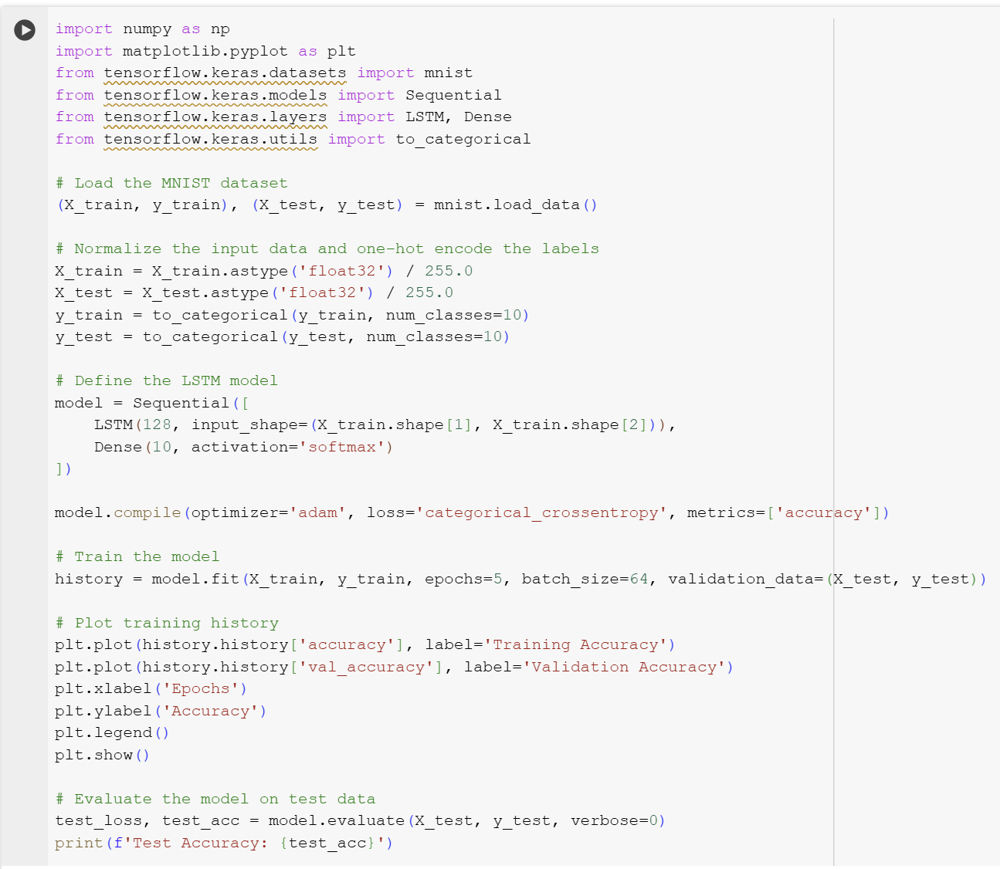 import numpy as np
import matplotlib.pyplot as plt
from tensorflow.keras.datasets import mnist
from tensorflow.keras.models import Sequential
from tensorflow.keras.layers import LSTM, Dense
from tensorflow.keras.utils import to_categorical

# Load the MNIST dataset
(X_train, y_train), (X_test, y_test) = mnist.load_data()

# Normalize the input data and one-hot encode the labels
X_train = X_train.astype('float32') / 255.0
X_test = X_test.astype('float32') / 255.0
y_train = to_categorical(y_train, num_classes=10)
y_test = to_categorical(y_test, num_classes=10)

# Define the LSTM model
model = Sequential([
    LSTM(128, input_shape=(X_train.shape[1], X_train.shape[2])),
    Dense(10, activation='softmax')
])

model.compile(optimizer='adam', loss='categorical_crossentropy', metrics=['accuracy'])

# Train the model
history = model.fit(X_train, y_train, epochs=5, batch_size=64, validation_data=(X_test, y_test))

# Plot training history
plt.plot(history.history['accuracy'], label='Training Accuracy')
plt.plot(history.history['val_accuracy'], label='Validation Accuracy')
plt.xlabel('Epochs')
plt.ylabel('Accuracy')
plt.legend()
plt.show()

# Evaluate the model on test data
test_loss, test_acc = model.evaluate(X_test, y_test, verbose=0)
print(f'Test Accuracy: {test_acc}')